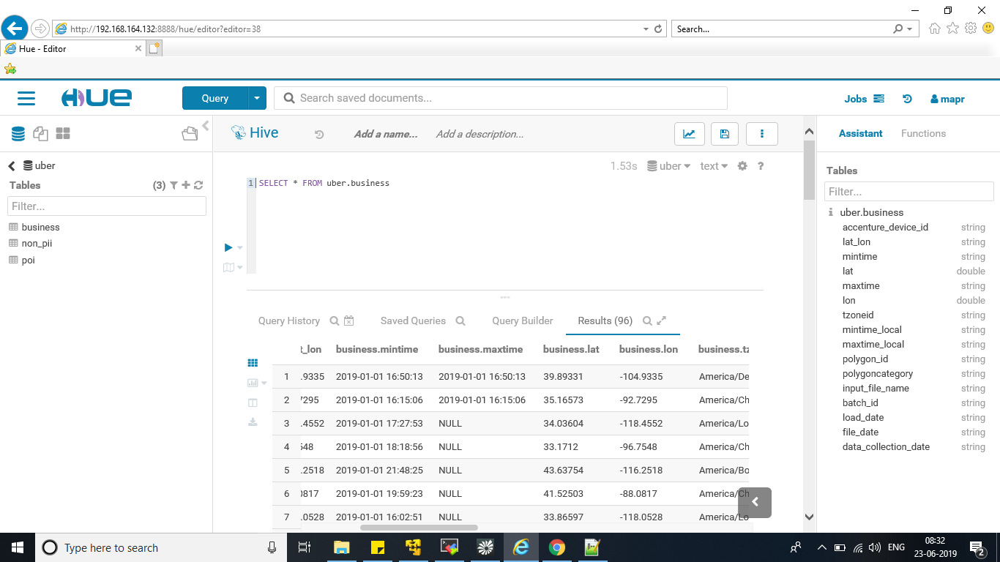 http://192.168.164.132:8888/hue/editor?editor=38
Search...
Hue - Editor
HUE
Query
Search saved documents...
Jobs
mapr
Hive
Add a name...
Add a description...
Assistant
Functions
uber
Tables
(3)
Filter...
business
non_pii
poi
1.53s
uber
text
?
1
SELECT * FROM uber.business
Query History
Saved Queries
Query Builder
Results (96)
t_lon business.mintime business.maxtime business.lat business.lon business.tz
1 .9335 2019-01-01 16:50:13 2019-01-01 16:50:13 39.89331 -104.9335 America/De
2 7295 2019-01-01 16:15:06 2019-01-01 16:15:06 35.16573 -92.7295 America/Ch
3 .4552 2019-01-01 17:27:53 NULL 34.03604 -118.4552 America/Lo
4 548 2019-01-01 18:18:56 NULL 33.1712 -96.7548 America/Ch
5 .2518 2019-01-01 21:48:25 NULL 43.63754 -116.2518 America/Bo
6 0817 2019-01-01 19:59:23 NULL 41.52503 -88.0817 America/Ch
7 .0528 2019-01-01 16:02:51 NULL 33.86597 -118.0528 America/Lo
Tables
Filter...
uber.business
accenture_device_id string
lat_lon string
mintime string
lat double
maxtime string
lon double
tzoneid string
mintime_local string
maxtime_local string
polygon_id string
polygoncategory string
input_file_name string
batch_id string
load_date string
file_date string
data_collection_date string
Type here to search
ENG
08:32
23-06-2019
2